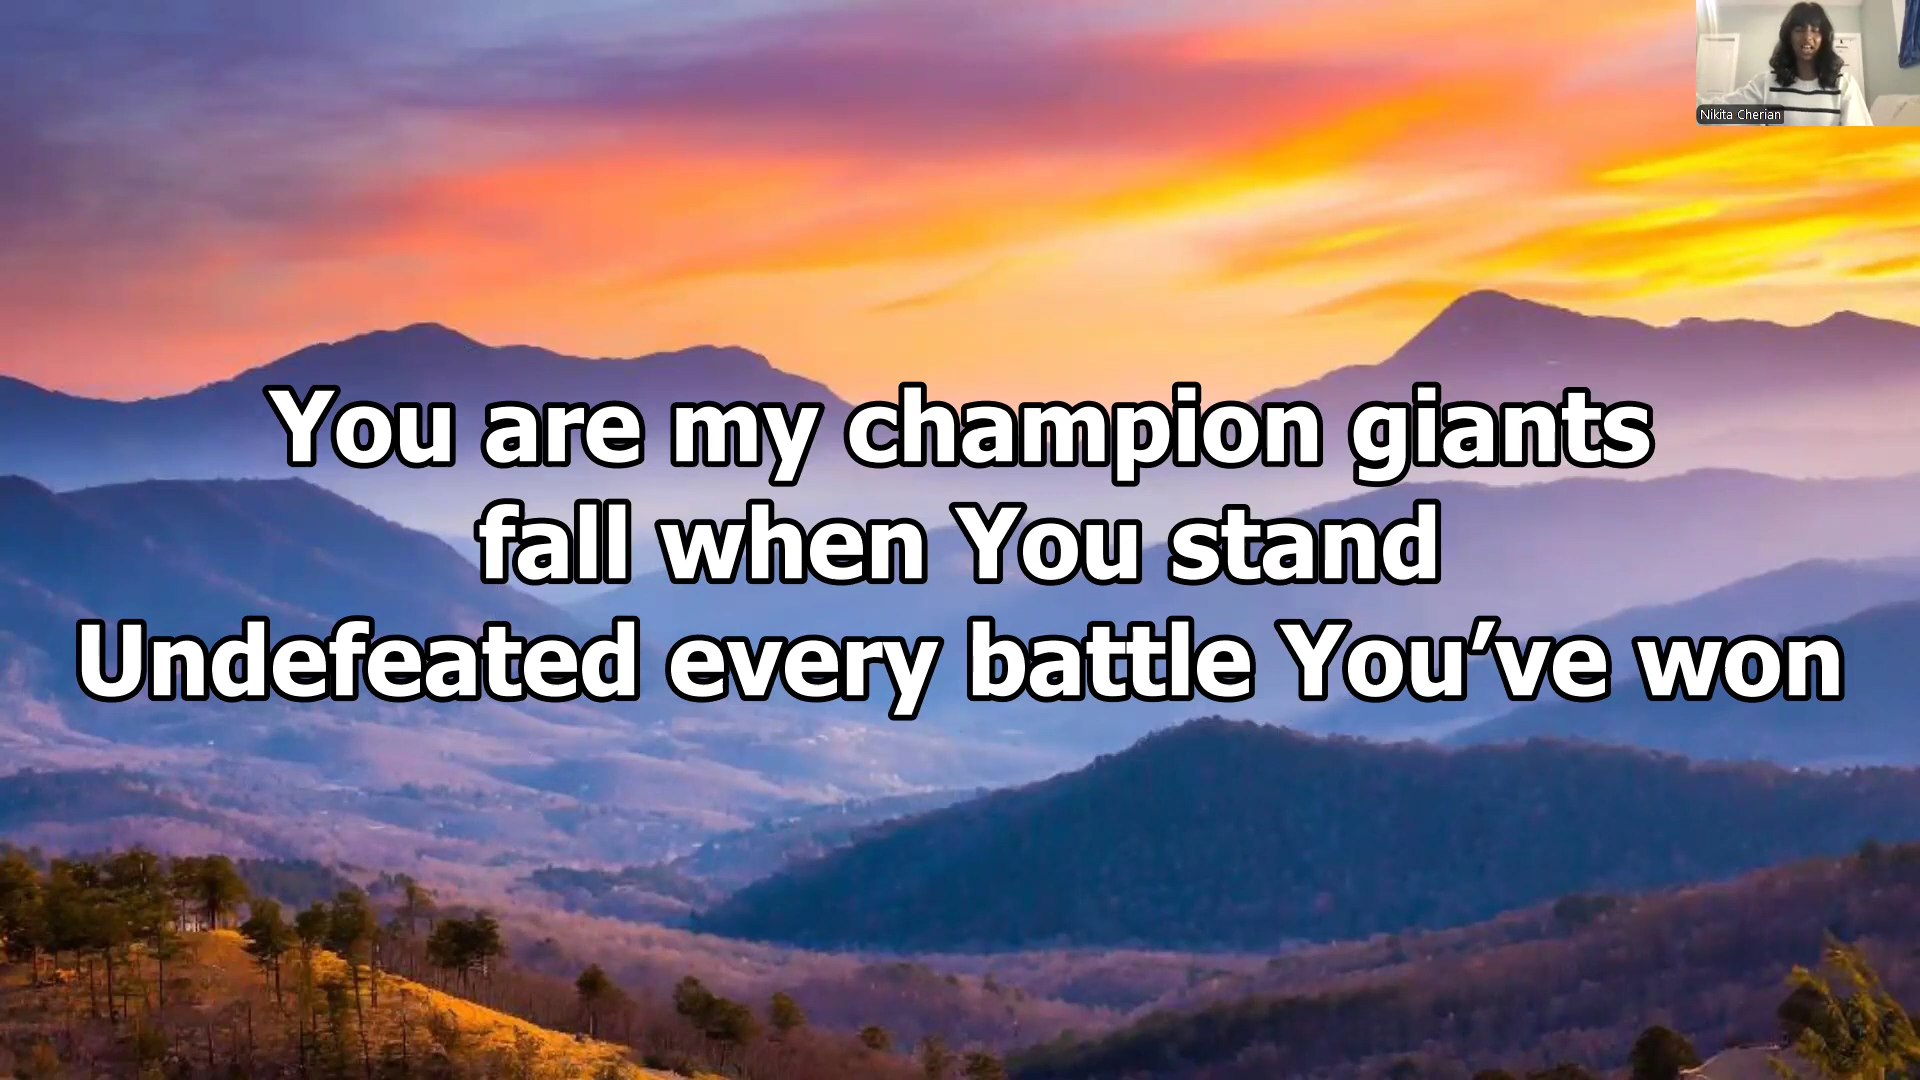 Nikita Cherian
You are my champion giants
fall when You stand
Undefeated every battle You’ve won